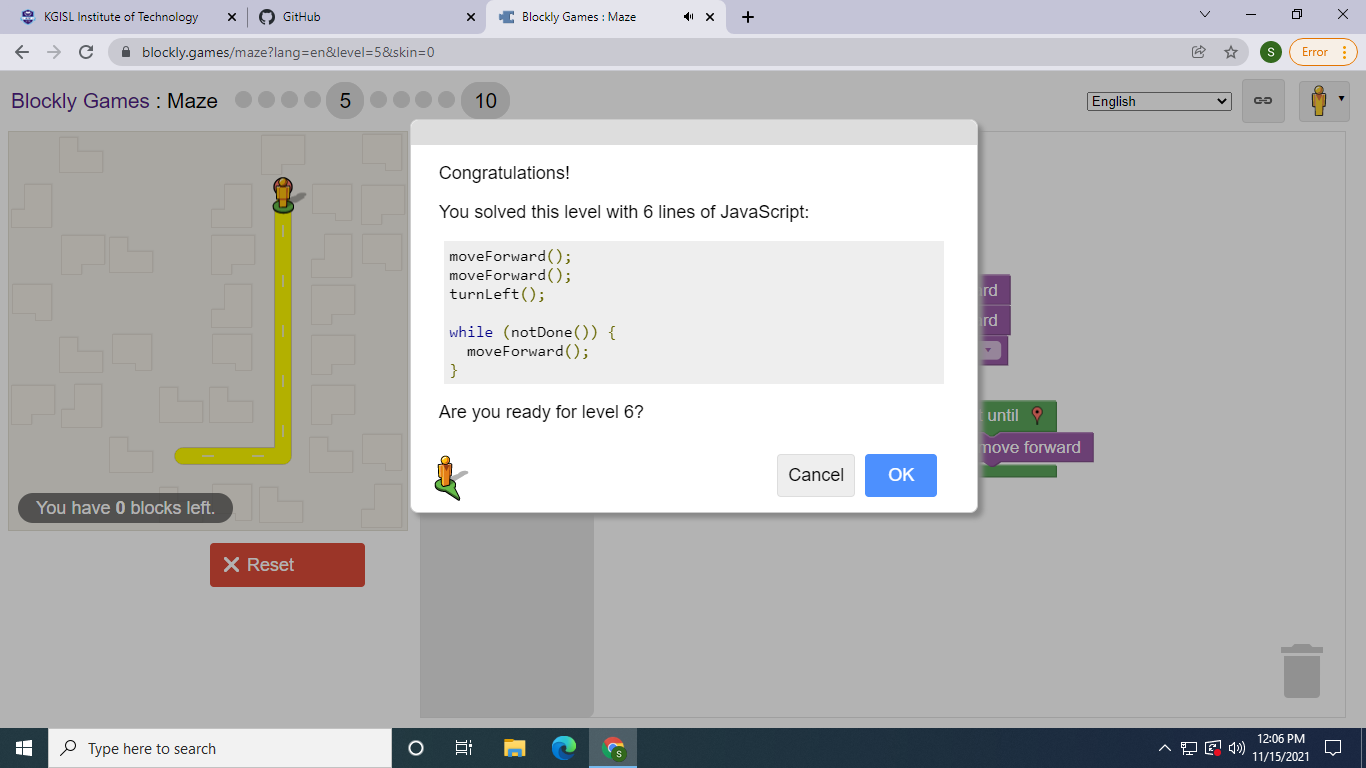 KGISL Institute of Technology
GitHub
Blockly Games : Maze
blockly.games/maze?lang=en&level=5&skin=0
S
Error
Blockly Games : Maze
5
10
English
Congratulations!
You solved this level with 6 lines of JavaScript:
moveForward();
moveForward();
turnLeft();
while (notDone()) {
moveForward();
}
Are you ready for level 6?
Cancel
OK
rd
rd
until
move forward
You have 0 blocks left.
Reset
Type here to search
S
12:06 PM
11/15/2021